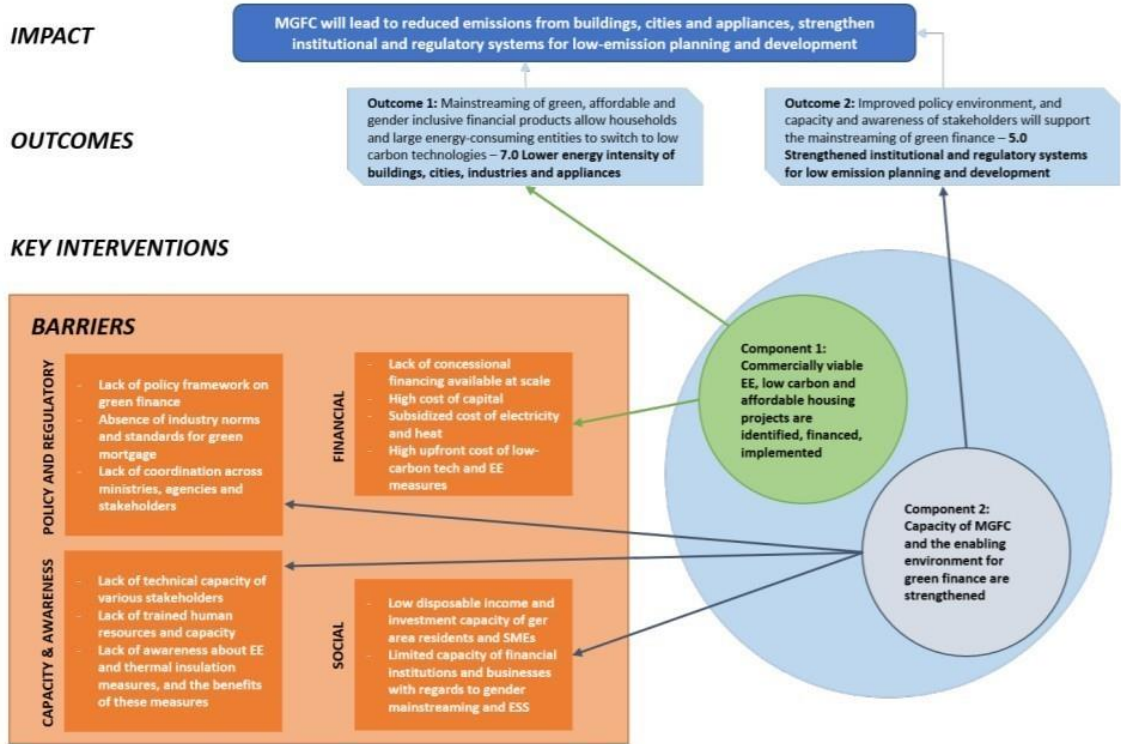 IMPACT
MGFC will lead to reduced emissions from buildings, cities and appliances, strengthen
institutional and regulatory systems for low-emission planning and development
OUTCOMES
Outcome 1: Mainstreaming of green, affordable and
gender inclusive financial products allow households
and large energy-consuming entities to switch to low
carbon technologies – 7.0 Lower energy intensity of
buildings, cities, industries and appliances
Outcome 2: Improved policy environment, and
capacity and awareness of stakeholders will support
the mainstreaming of green finance – 5.0
Strengthened institutional and regulatory systems
for low emission planning and development
KEY INTERVENTIONS
BARRIERS
POLICY AND REGULATORY
- Lack of policy framework on
green finance
- Absence of industry norms
and standards for green
mortgage
- Lack of coordination across
ministries, agencies and
stakeholders
FINANCIAL
- Lack of concessional
financing available at scale
- High cost of capital
- Subsidized cost of electricity
and heat
- High upfront cost of low-
carbon tech and EE
measures
CAPACITY & AWARENESS
- Lack of technical capacity of
various stakeholders
- Lack of trained human
resources and capacity
- Lack of awareness about EE
and thermal insulation
measures, and the benefits
of these measures
SOCIAL
- Low disposable income and
investment capacity of ger
area residents and SMEs
- Limited capacity of financial
institutions and businesses
with regards to gender
mainstreaming and ESS
Component 1:
Commercially viable
EE, low carbon and
affordable housing
projects are
identified, financed,
implemented
Component 2:
Capacity of MGFC
and the enabling
environment for
green finance are
strengthened